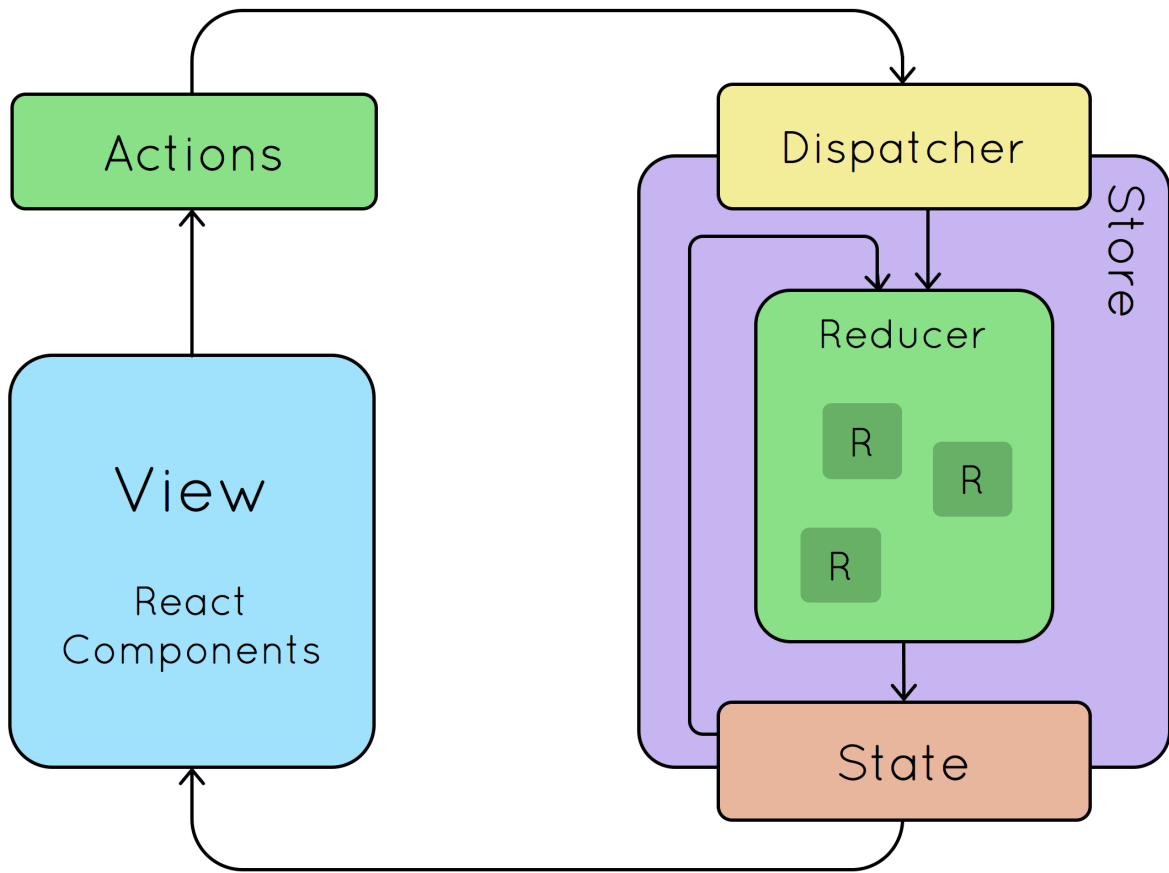 Actions
Dispatcher
Store
Reducer
R
R
R
View
React
Components
State